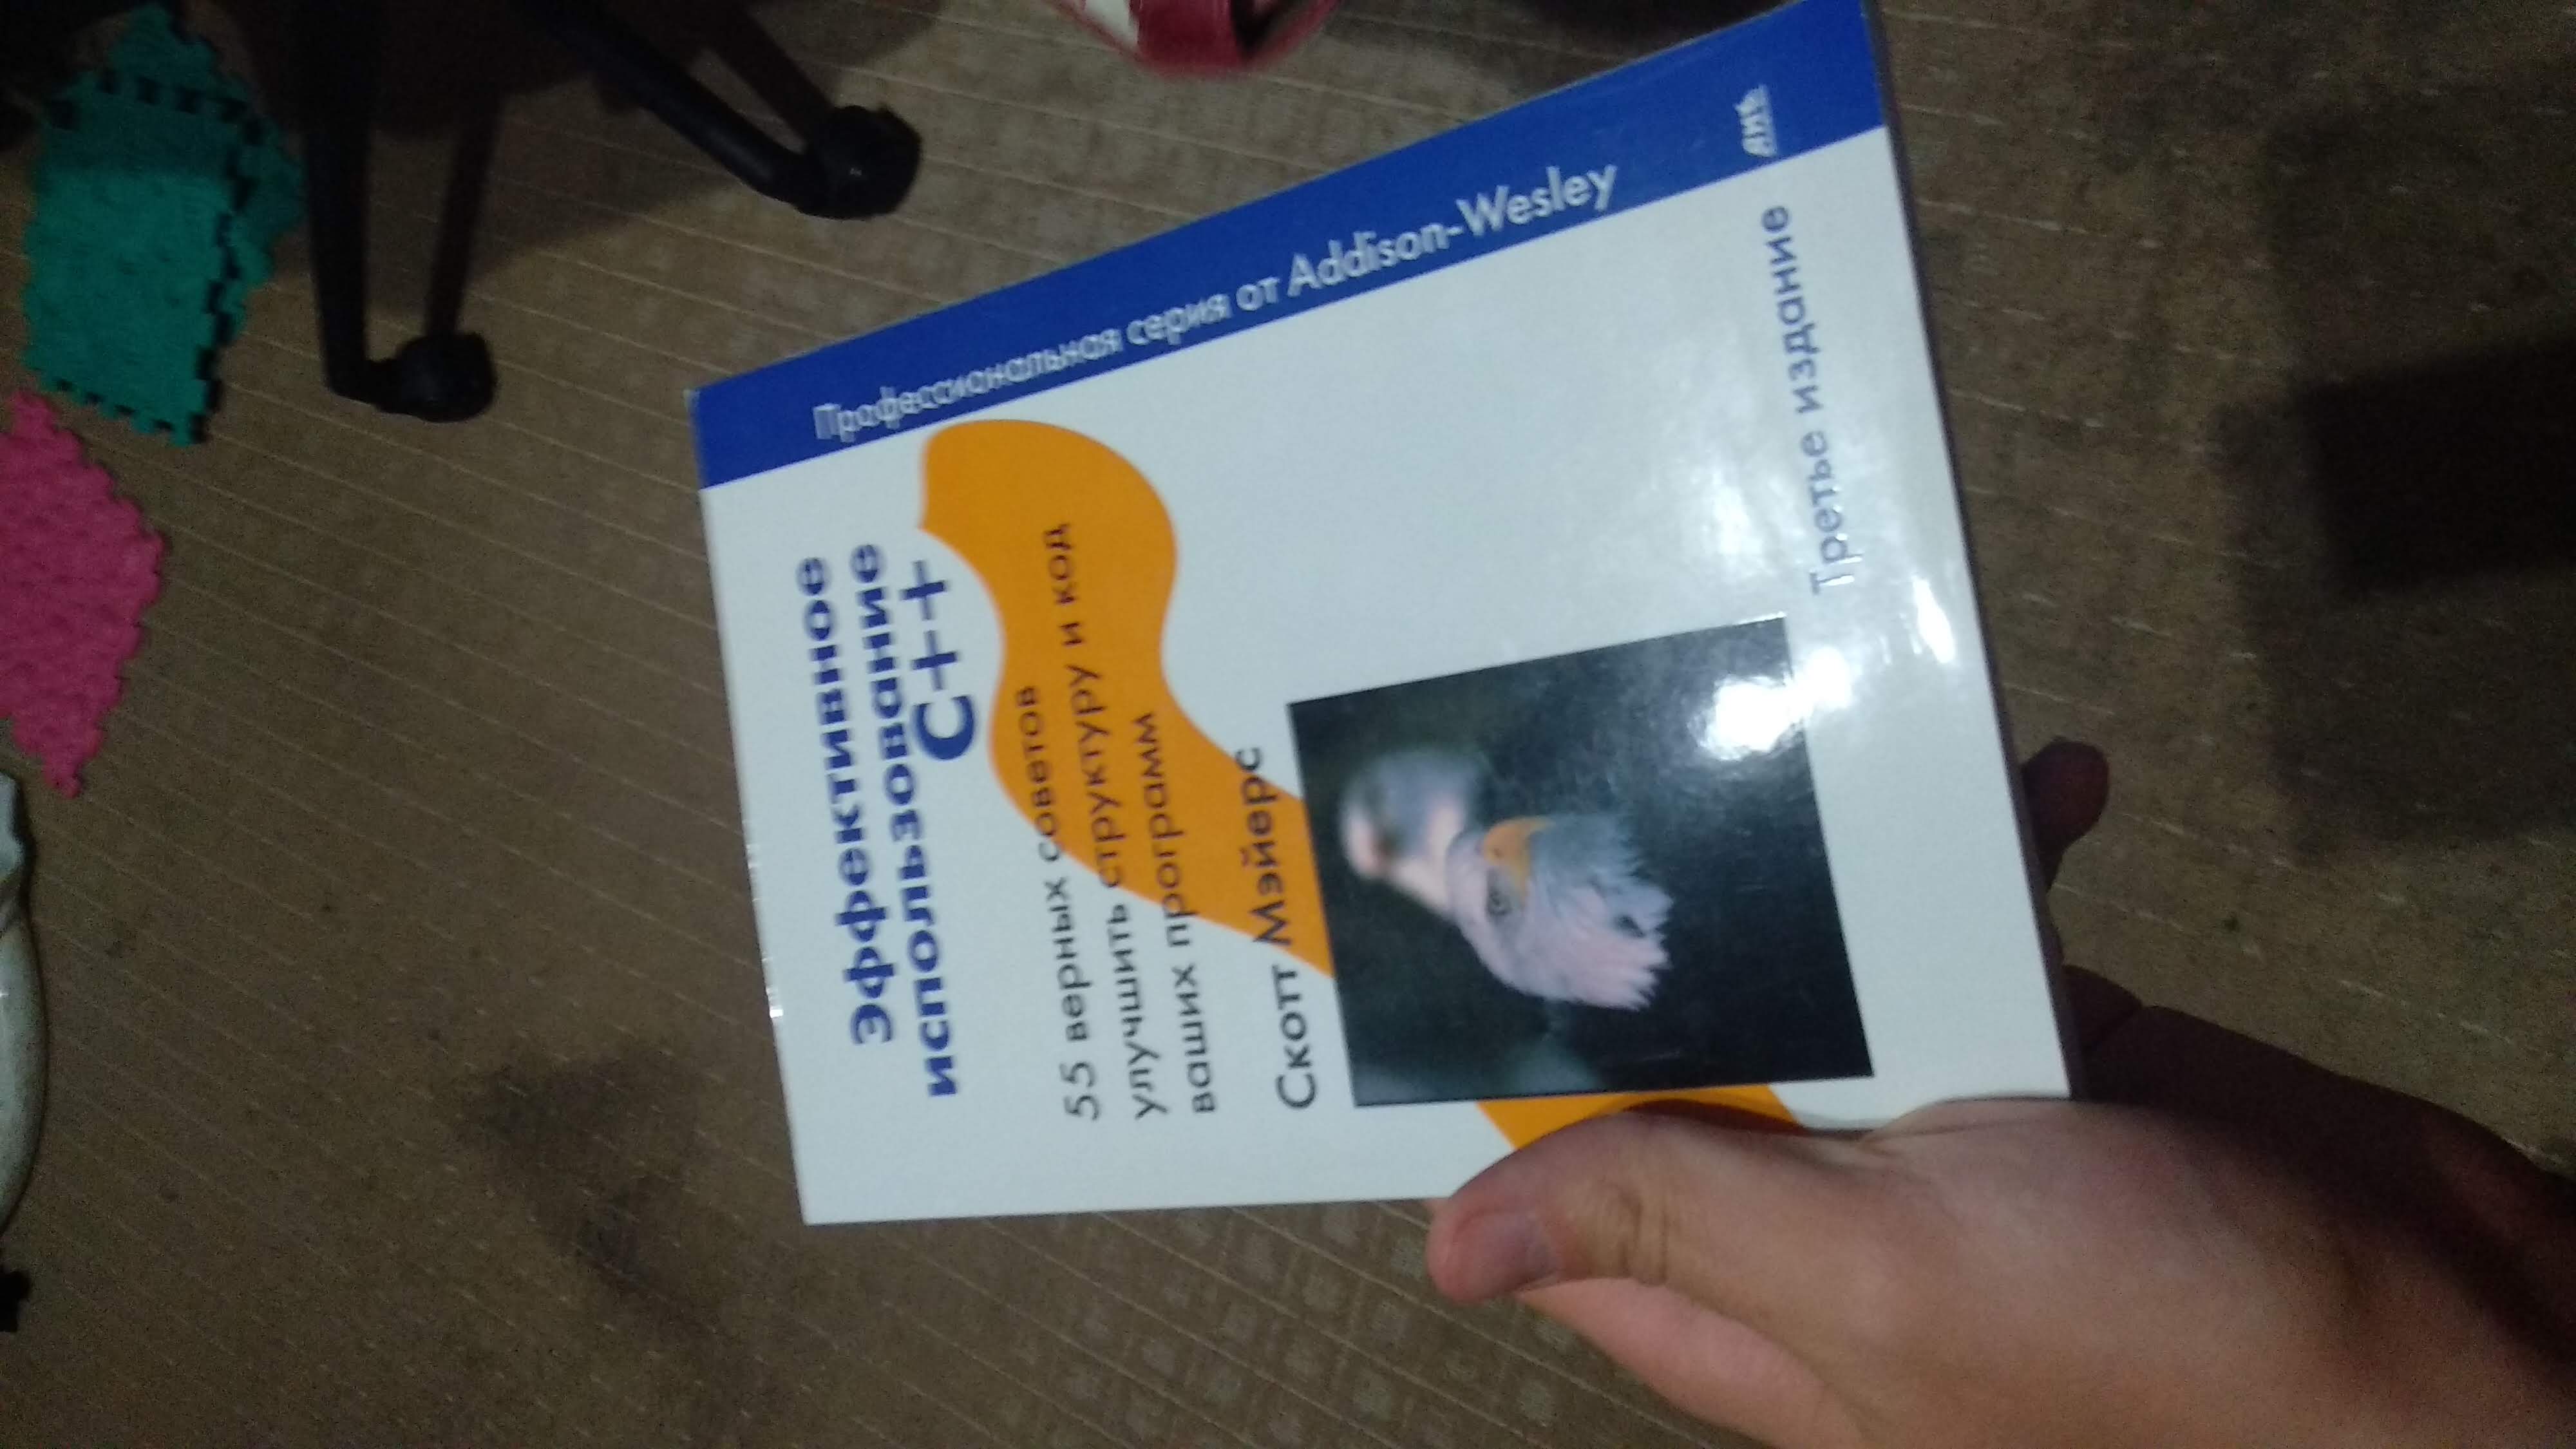 Эффективное
использование
C++
55 верных советов
улучшить структуру и код
ваших программ
Скотт Мэйерс
Третье издание
Профессиональная серия от Addison-Wesley
ДМК